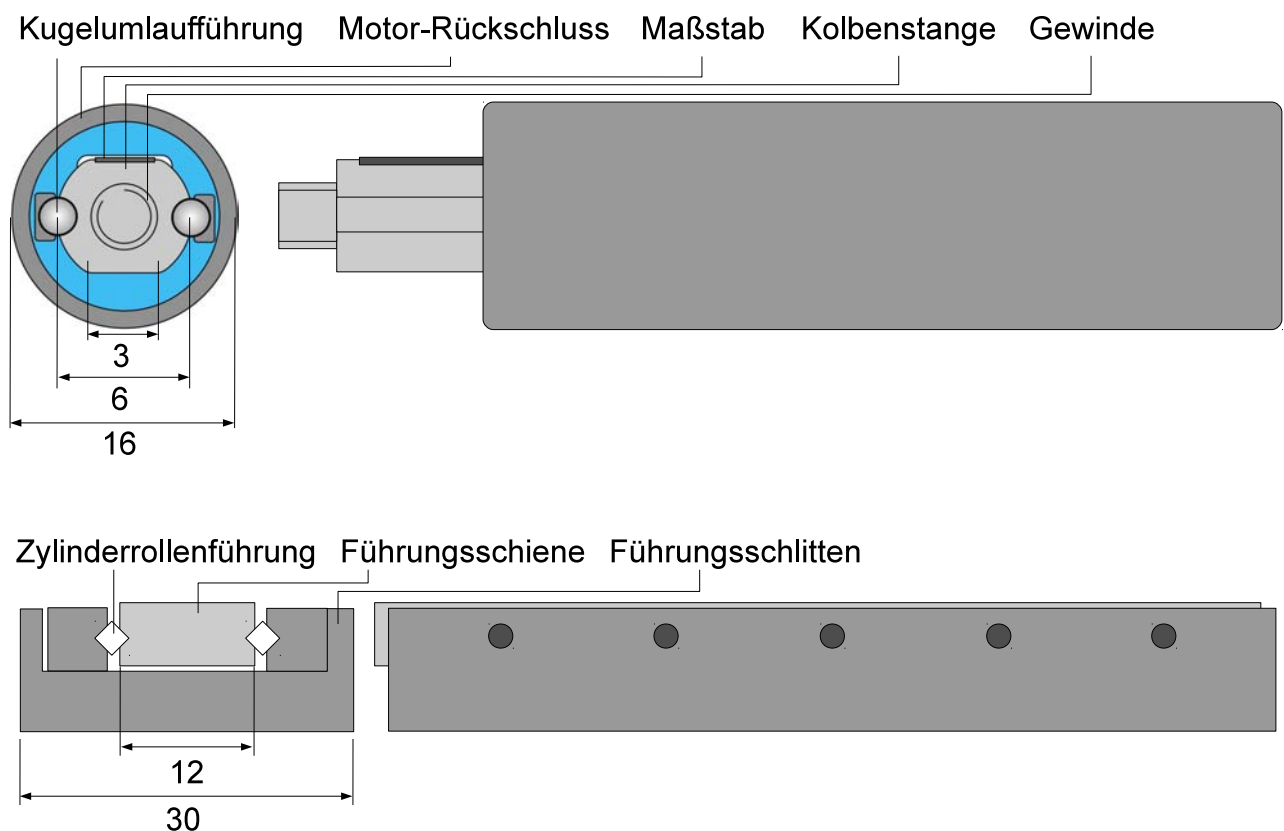 Kugelumlaufführung Motor-Rückschluss Maßstab Kolbenstange Gewinde
3
6
16
Zylinderrollenführung Führungsschiene Führungsschlitten
12
30